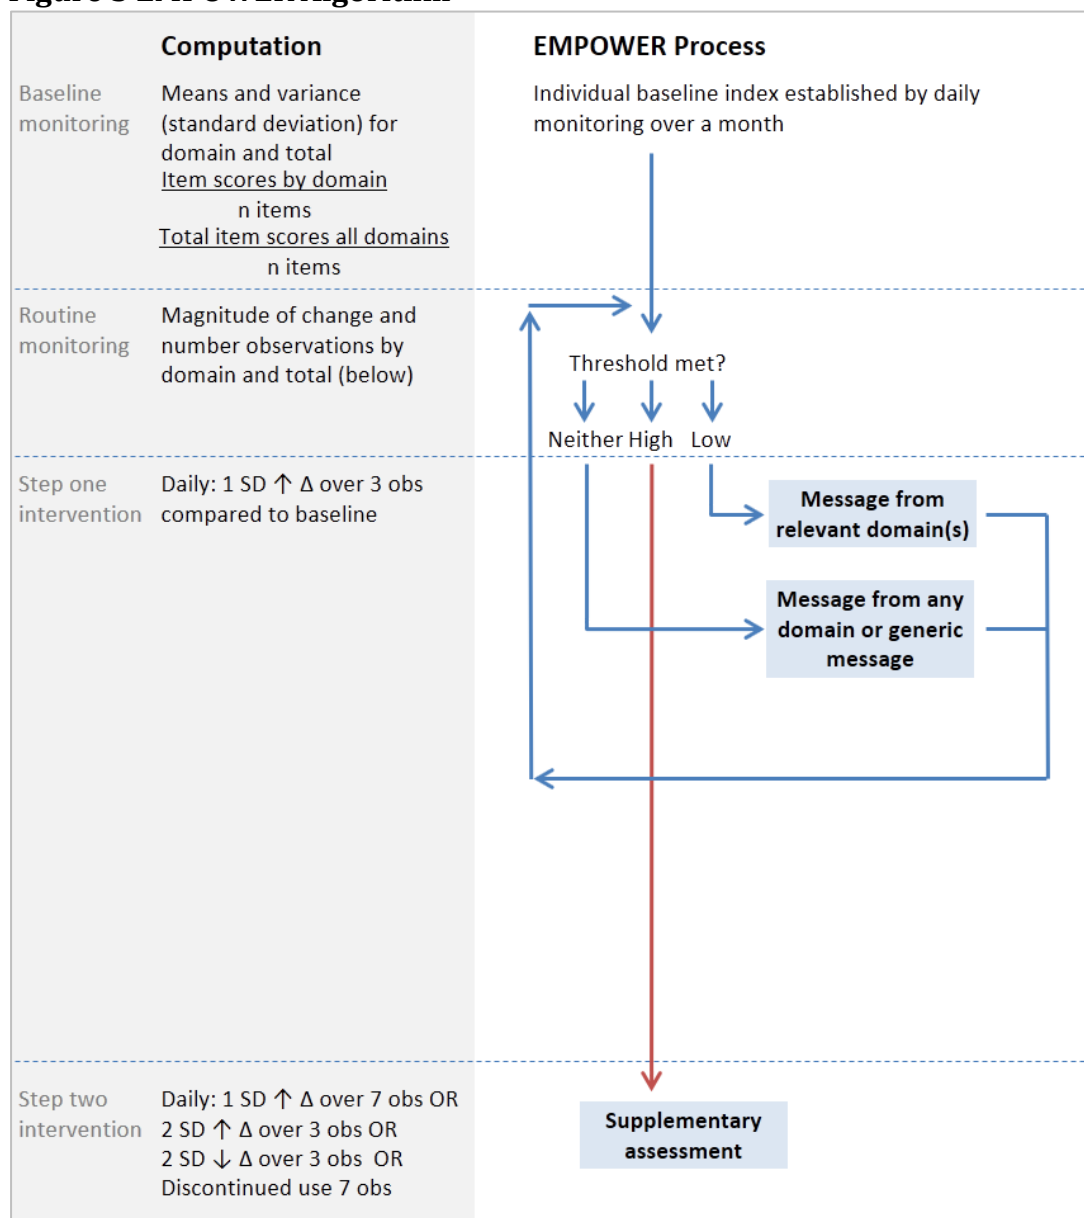 Computation
EMPOWER Process
Baseline
monitoring
Means and variance
(standard deviation) for
domain and total
Item scores by domain
n items
Total item scores all domains
n items
Individual baseline index established by daily
monitoring over a month
Routine
monitoring
Magnitude of change and
number observations by
domain and total (below)
Threshold met?
Neither High Low
Step one
intervention
Daily: 1 SD ↑ Δ over 3 obs
compared to baseline
Message from
relevant domain(s)
Message from any
domain or generic
message
Step two
intervention
Daily: 1 SD ↑ Δ over 7 obs OR
2 SD ↑ Δ over 3 obs OR
2 SD ↓ Δ over 3 obs OR
Discontinued use 7 obs
Supplementary
assessment